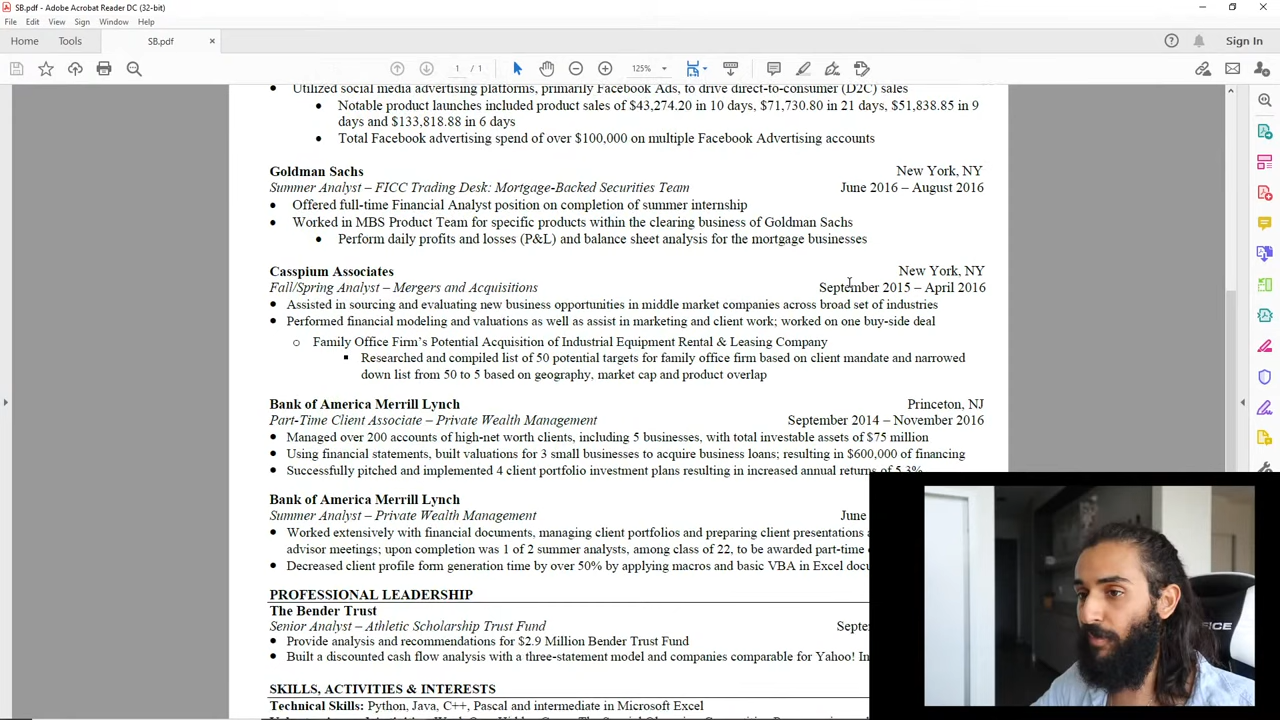 SB.pdf - Adobe Acrobat Reader DC (32-bit)
File Edit View Sign Window Help
Home Tools SB.pdf × Sign In
1 / 1 125%
Utilized social media advertising platforms, primarily Facebook Ads, to drive direct-to-consumer (D2C) sales
Notable product launches included product sales of $43,274.20 in 10 days, $71,730.80 in 21 days, $51,838.85 in 9
days and $133,818.88 in 6 days
Total Facebook advertising spend of over $100,000 on multiple Facebook Advertising accounts
Goldman Sachs New York, NY
Summer Analyst – FICC Trading Desk: Mortgage-Backed Securities Team June 2016 – August 2016
Offered full-time Financial Analyst position on completion of summer internship
Worked in MBS Product Team for specific products within the clearing business of Goldman Sachs
Perform daily profits and losses (P&L) and balance sheet analysis for the mortgage businesses
Casspium Associates New York, NY
Fall/Spring Analyst – Mergers and Acquisitions September 2015 – April 2016
Assisted in sourcing and evaluating new business opportunities in middle market companies across broad set of industries
Performed financial modeling and valuations as well as assist in marketing and client work; worked on one buy-side deal
Family Office Firm's Potential Acquisition of Industrial Equipment Rental & Leasing Company
Researched and compiled list of 50 potential targets for family office firm based on client mandate and narrowed
down list from 50 to 5 based on geography, market cap and product overlap
Bank of America Merrill Lynch Princeton, NJ
Part-Time Client Associate – Private Wealth Management September 2014 – November 2016
Managed over 200 accounts of high-net worth clients, including 5 businesses, with total investable assets of $75 million
Using financial statements, built valuations for 3 small businesses to acquire business loans; resulting in $600,000 of financing
Successfully pitched and implemented 4 client portfolio investment plans resulting in increased annual returns of 5.3%
Bank of America Merrill Lynch
Summer Analyst – Private Wealth Management June
Worked extensively with financial documents, managing client portfolios and preparing client presentations
advisor meetings; upon completion was 1 of 2 summer analysts, among class of 22, to be awarded part-time
Decreased client profile form generation time by over 50% by applying macros and basic VBA in Excel
PROFESSIONAL LEADERSHIP
The Bender Trust
Senior Analyst – Athletic Scholarship Trust Fund
Provide analysis and recommendations for $2.9 Million Bender Trust Fund
Built a discounted cash flow analysis with a three-statement model and companies comparable for Yahoo!
SKILLS, ACTIVITIES & INTERESTS
Technical Skills: Python, Java, C++, Pascal and intermediate in Microsoft Excel